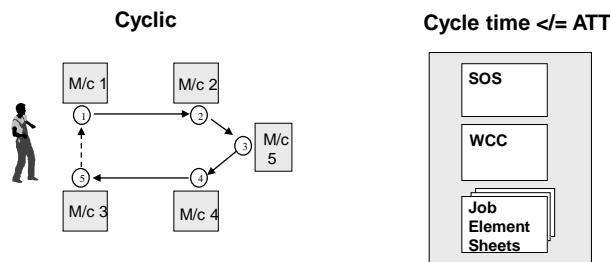 Cyclic
M/c 1
M/c 2
1
2
3
M/c
5
5
4
M/c 3
M/c 4
Cycle time </= ATT
SOS
WCC
Job
Element
Sheets